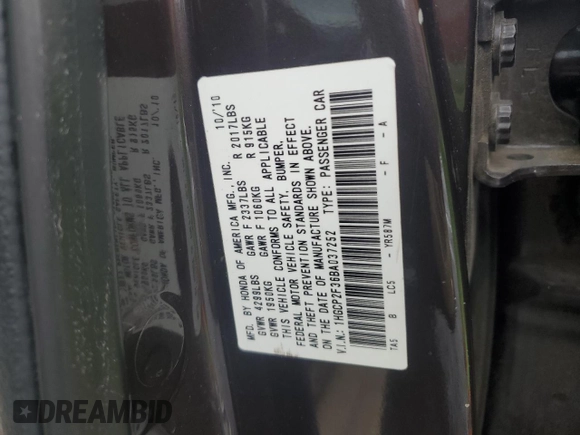 MFD. BY HONDA OF AMERICA MFG., INC. 10/10
GVWR 4299LBS GAWR F 2337LBS R 2017LBS
GVWR 1950KG GAWR F 1060KG R 915KG
THIS VEHICLE CONFORMS TO ALL APPLICABLE
FEDERAL MOTOR VEHICLE SAFETY, BUMPER,
AND THEFT PREVENTION STANDARDS IN EFFECT
ON THE DATE OF MANUFACTURE SHOWN ABOVE.
V.I.N.: 1HGCP2F36BA037252 TYPE: PASSENGER CAR
TA5 B LC5 - YR587M - F - A
DREAMBID